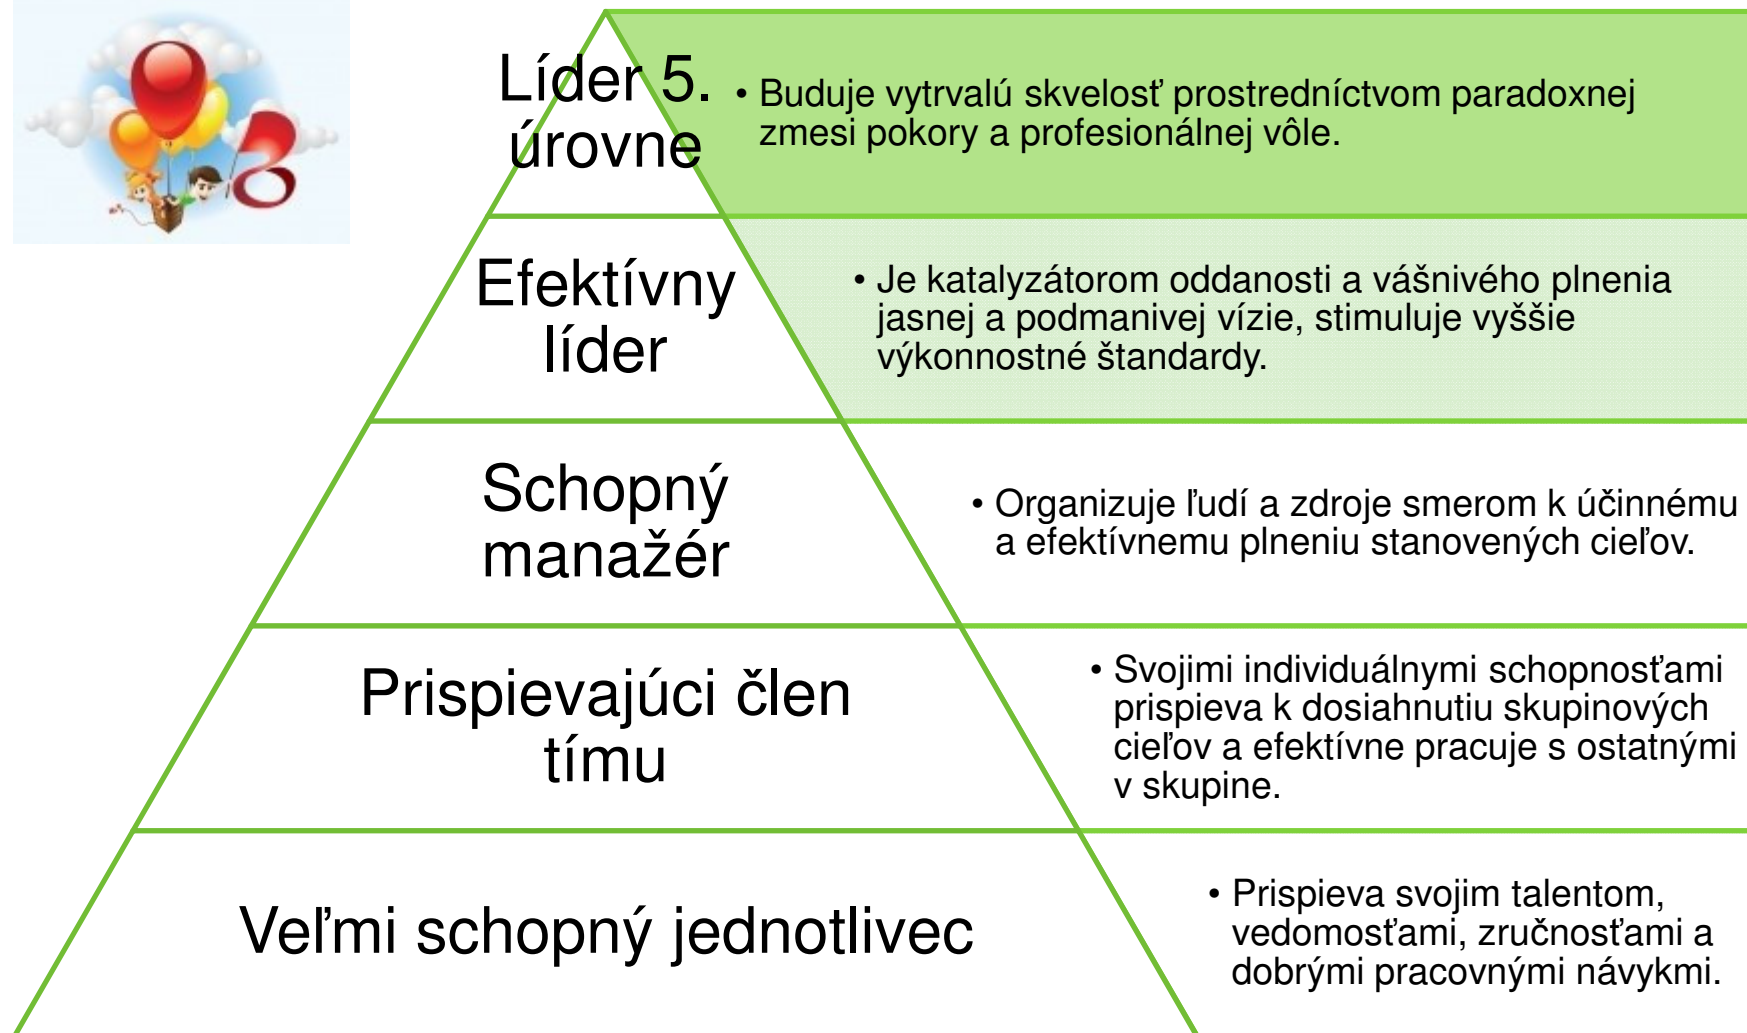 Líder 5.
úrovne
• Buduje vytrvalú skvelosť prostredníctvom paradoxnej
zmesi pokory a profesionálnej vôle.
Efektívny
líder
• Je katalyzátorom oddanosti a vášnivého plnenia
jasnej a podmanivej vízie, stimuluje vyššie
výkonnostné štandardy.
Schopný
manažér
• Organizuje ľudí a zdroje smerom k účinnému
a efektívnemu plneniu stanovených cieľov.
Prispievajúci člen
tímu
• Svojimi individuálnymi schopnosťami
prispieva k dosiahnutiu skupinových
cieľov a efektívne pracuje s ostatnými
v skupine.
Veľmi schopný jednotlivec
• Prispieva svojim talentom,
vedomosťami, zručnosťami a
dobrými pracovnými návykmi.